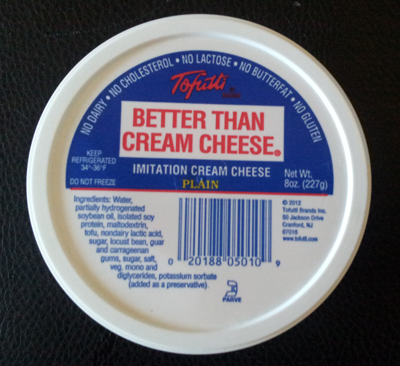 NO DAIRY • NO CHOLESTEROL • NO LACTOSE • NO BUTTERFAT • NO GLUTEN
Tofutti
BETTER THAN
CREAM CHEESE®
KEEP
REFRIGERATED
34°-36°F
DO NOT FREEZE
IMITATION CREAM CHEESE
PLAIN
Net Wt.
8oz. (227g)
Ingredients: Water,
partially hydrogenated
soybean oil, isolated soy
protein, maltodextrin,
tofu, nondairy lactic acid,
sugar, locust bean, guar
and carrageenan
gums, sugar, salt,
veg. mono and
diglycerides, potassium sorbate
(added as a preservative).
© 2012
Tofutti Brands Inc.
50 Jackson Drive
Cranford, NJ
07016
www.tofutti.com
0 20188 05010 9
PARVE